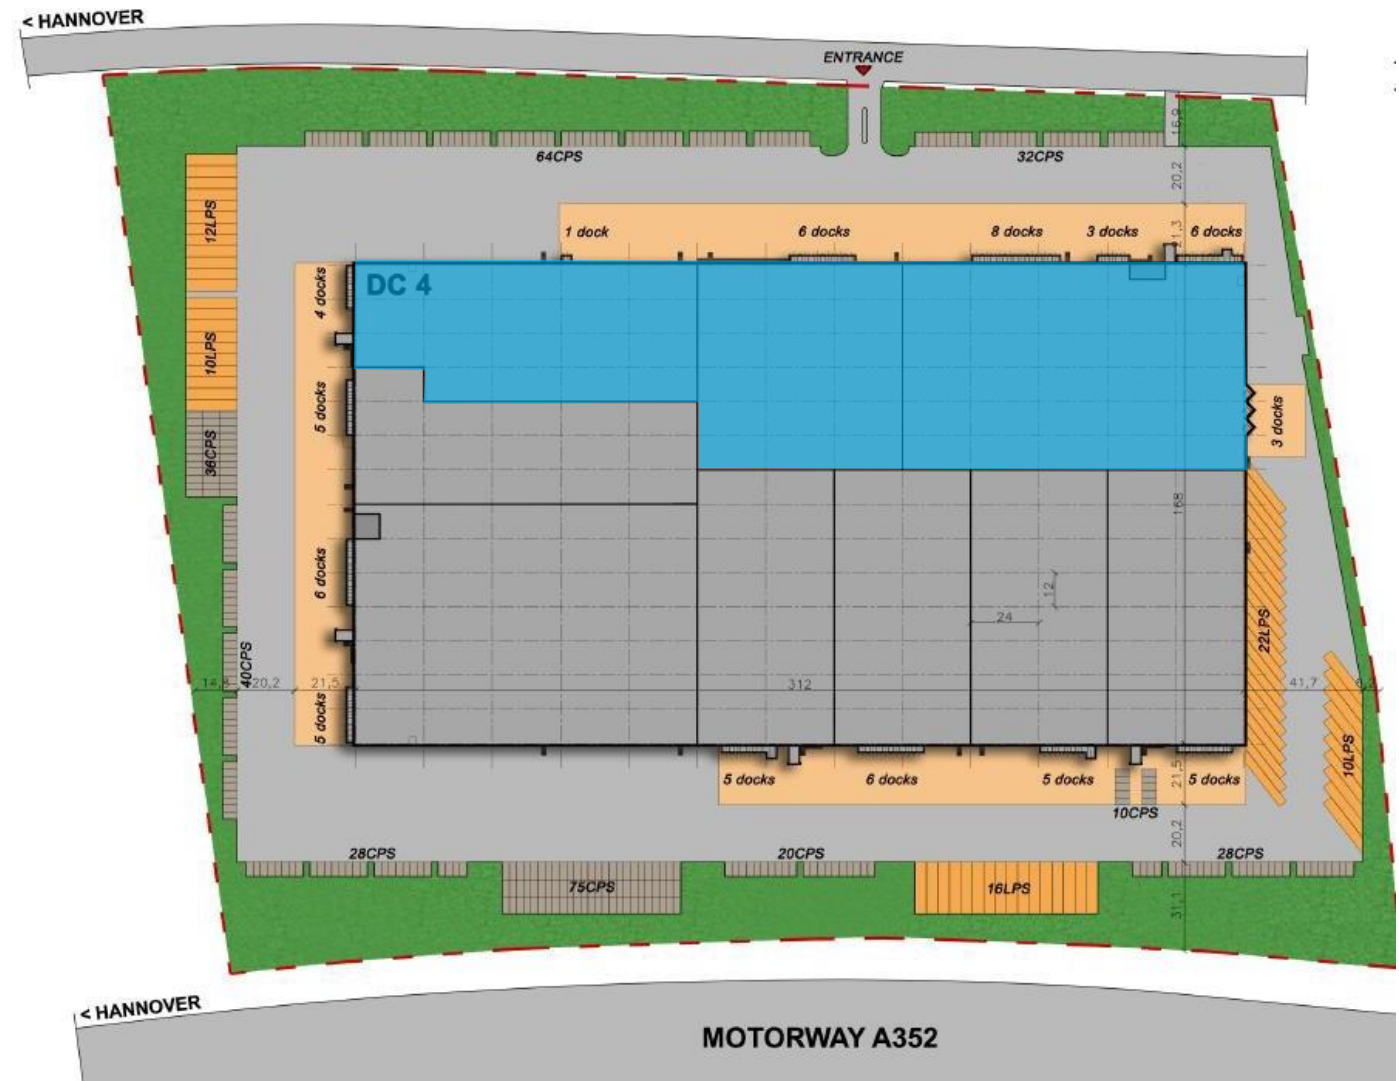 < HANNOVER
ENTRANCE
64CPS
32CPS
16,9
20,2
21,3
12LPS
10LPS
36CPS
40CPS
1 dock
6 docks
8 docks
3 docks
6 docks
4 docks
DC 4
5 docks
3 docks
6 docks
168
12
24
22LPS
5 docks
20,2
21,5
312
41,7
10LPS
5 docks
6 docks
5 docks
5 docks
21,5
10CPS
20,2
28CPS
20CPS
28CPS
75CPS
16LPS
31,1
< HANNOVER
MOTORWAY A352